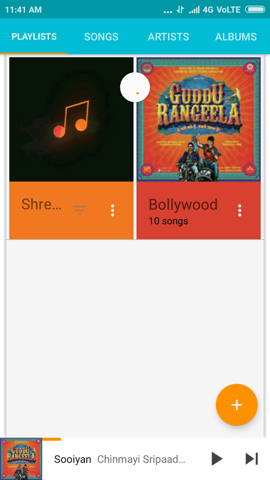 11:41 AM ... 4G VoLTE
PLAYLISTS SONGS ARTISTS ALBUMS
GUDDU
RANGEELA
Shre...
Bollywood
10 songs
Sooiyan Chinmayi Sripaad...